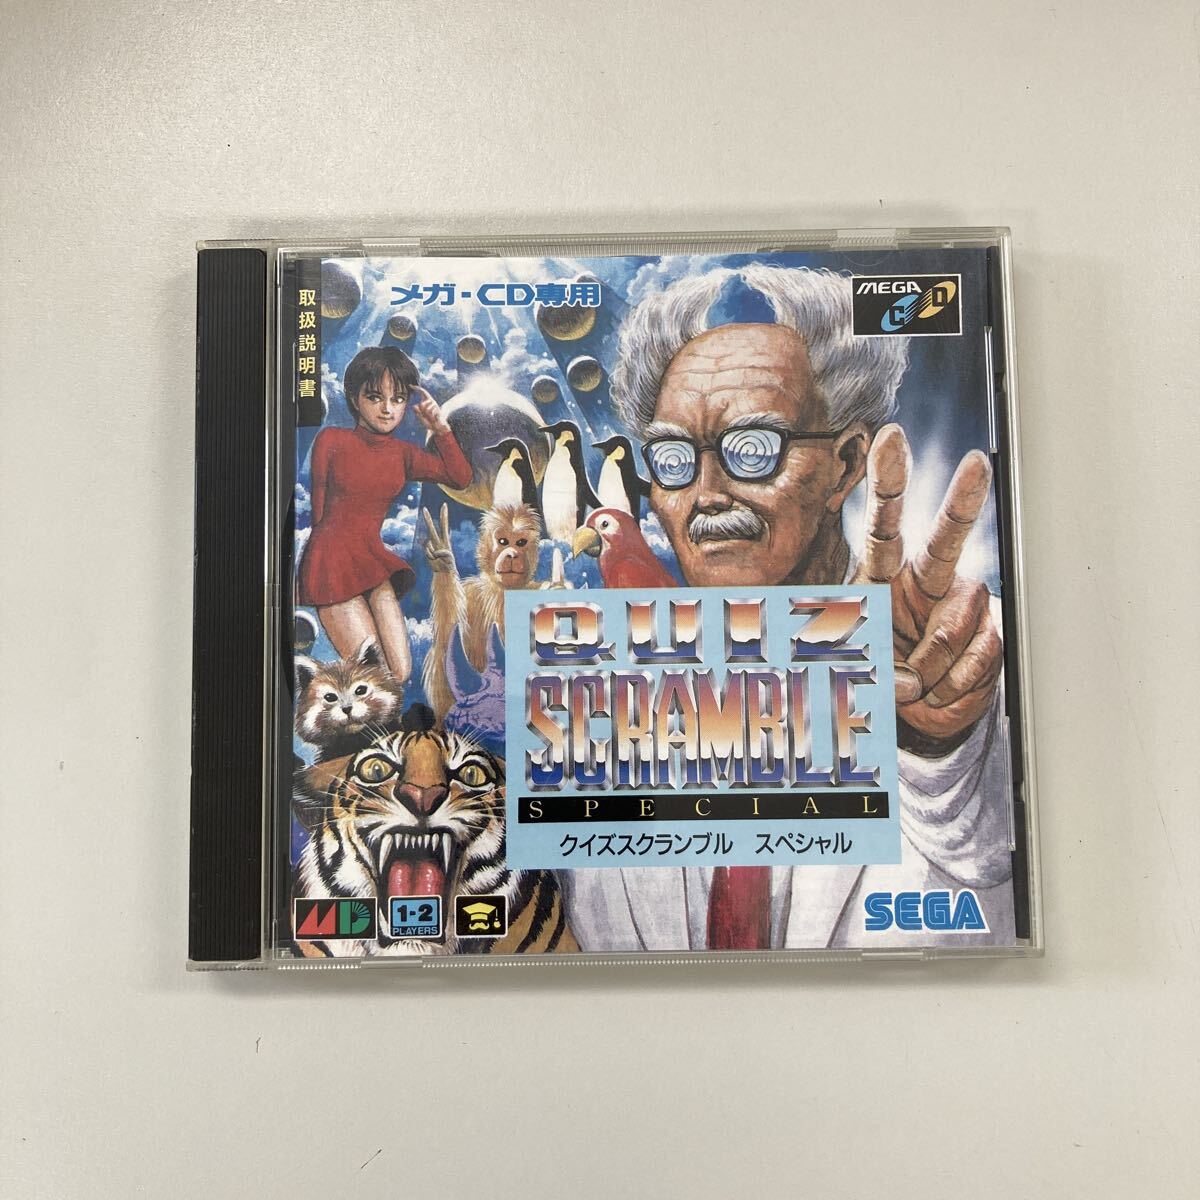 取扱説明書
メガ-CD専用
MEGA
CD
QUIZ
SCRAMBLE
SPECIAL
クイズスクランブル スペシャル
MD
1-2
PLAYERS
SEGA